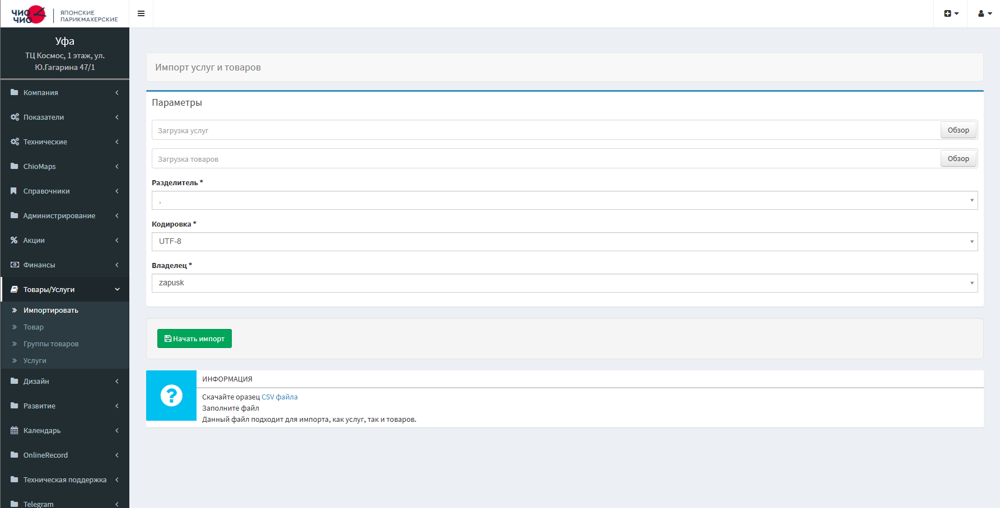 ЧИО
ЧИО
ЯПОНСКИЕ
ПАРИКМАХЕРСКИЕ
Уфа
ТЦ Космос, 1 этаж, ул.
Ю.Гагарина 47/1
Компания
Показатели
Технические
ChioMaps
Справочники
Администрирование
Акции
Финансы
Товары/Услуги
Импортировать
Товар
Группы товаров
Услуги
Дизайн
Развитие
Календарь
OnlineRecord
Техническая поддержка
Telegram
Импорт услуг и товаров
Параметры
Загрузка услуг
Обзор
Загрузка товаров
Обзор
Разделитель *
,
Кодировка *
UTF-8
Владелец *
zapusk
Начать импорт
ИНФОРМАЦИЯ
Скачайте оразец CSV файла
Заполните файл
Данный файл подходит для импорта, как услуг, так и товаров.